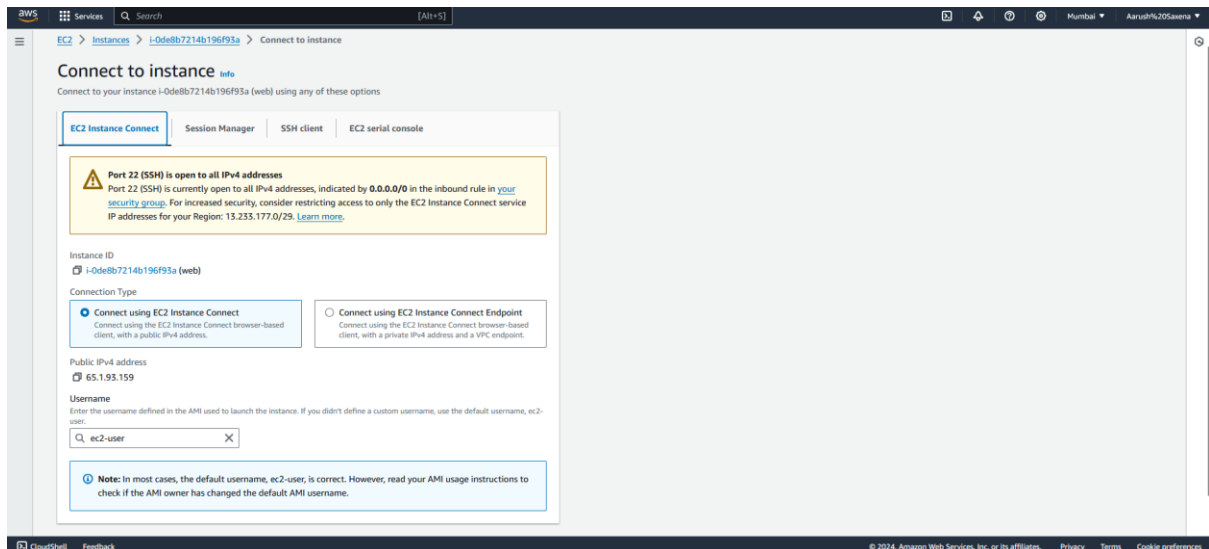 aws
Services
Search
[Alt+S]
Mumbai
Aarush%20Saxena
EC2 > Instances > i-0de8b7214b196f93a > Connect to instance
Connect to instance Info
Connect to your instance i-0de8b7214b196f93a (web) using any of these options
EC2 Instance Connect
Session Manager
SSH client
EC2 serial console
Port 22 (SSH) is open to all IPv4 addresses
Port 22 (SSH) is currently open to all IPv4 addresses, indicated by 0.0.0.0/0 in the inbound rule in your
security group. For increased security, consider restricting access to only the EC2 Instance Connect service
IP addresses for your Region: 13.233.177.0/29. Learn more.
Instance ID
i-0de8b7214b196f93a (web)
Connection Type
Connect using EC2 Instance Connect
Connect using the EC2 Instance Connect browser-based
client, with a public IPv4 address.
Connect using EC2 Instance Connect Endpoint
Connect using the EC2 Instance Connect browser-based
client, with a private IPv4 address and a VPC endpoint.
Public IPv4 address
65.1.93.159
Username
Enter the username defined in the AMI used to launch the instance. If you didn't define a custom username, use the default username, ec2-
user.
ec2-user
Note: In most cases, the default username, ec2-user, is correct. However, read your AMI usage instructions to
check if the AMI owner has changed the default AMI username.
CloudShell
Feedback
© 2024, Amazon Web Services, Inc. or its affiliates.
Privacy
Terms
Cookie preferences